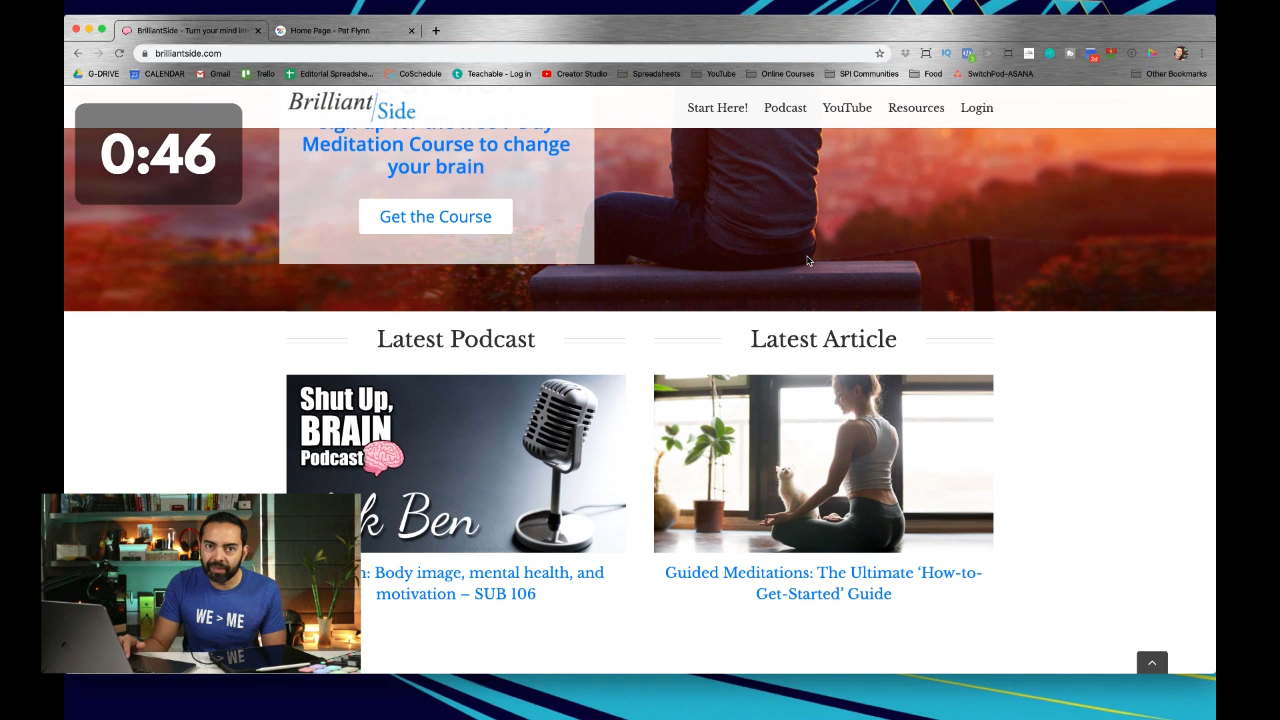 BrilliantSide - Turn your mind in
Home Page - Pat Flynn
brilliantside.com
G-DRIVE
CALENDAR
Gmail
Trello
Editorial Spreadshe...
CoSchedule
Teachable - Log in
Creator Studio
Spreadsheets
YouTube
Online Courses
SPI Communities
Food
SwitchPod-ASANA
Other Bookmarks
Brilliant/Side
Start Here!
Podcast
YouTube
Resources
Login
0:46
Meditation Course to change
your brain
Get the Course
Latest Podcast
Latest Article
Shut Up,
BRAIN
Podcast
k Ben
n: Body image, mental health, and
motivation – SUB 106
Guided Meditations: The Ultimate ‘How-to-
Get-Started’ Guide
WE > ME
WE